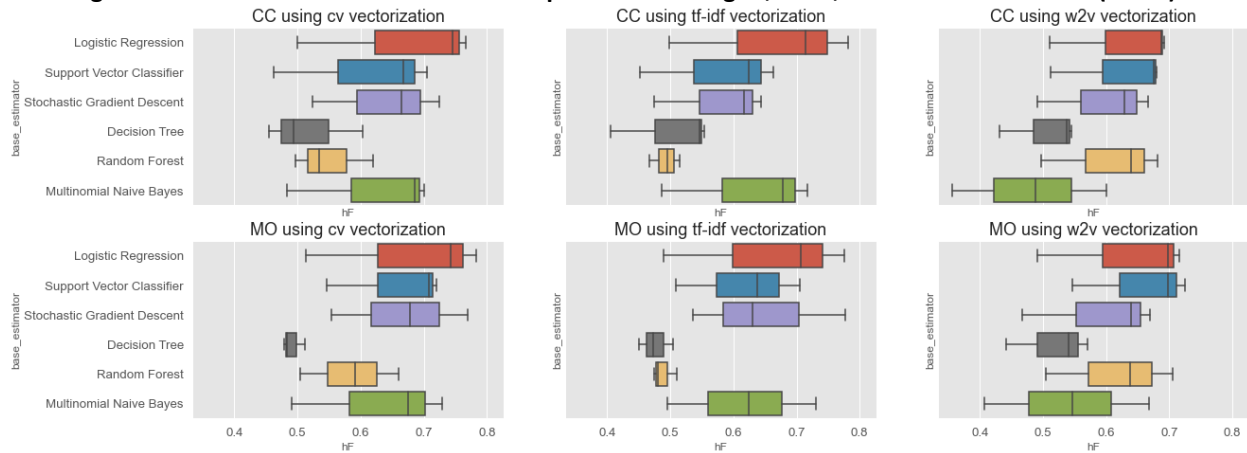 CC using cv vectorization
CC using tf-idf vectorization
CC using w2v vectorization
base_estimator
Logistic Regression
Support Vector Classifier
Stochastic Gradient Descent
Decision Tree
Random Forest
Multinomial Naive Bayes
hF
base_estimator
hF
base_estimator
hF
MO using cv vectorization
MO using tf-idf vectorization
MO using w2v vectorization
base_estimator
Logistic Regression
Support Vector Classifier
Stochastic Gradient Descent
Decision Tree
Random Forest
Multinomial Naive Bayes
0.4 0.5 0.6 0.7 0.8
hF
base_estimator
0.4 0.5 0.6 0.7 0.8
hF
base_estimator
0.4 0.5 0.6 0.7 0.8
hF